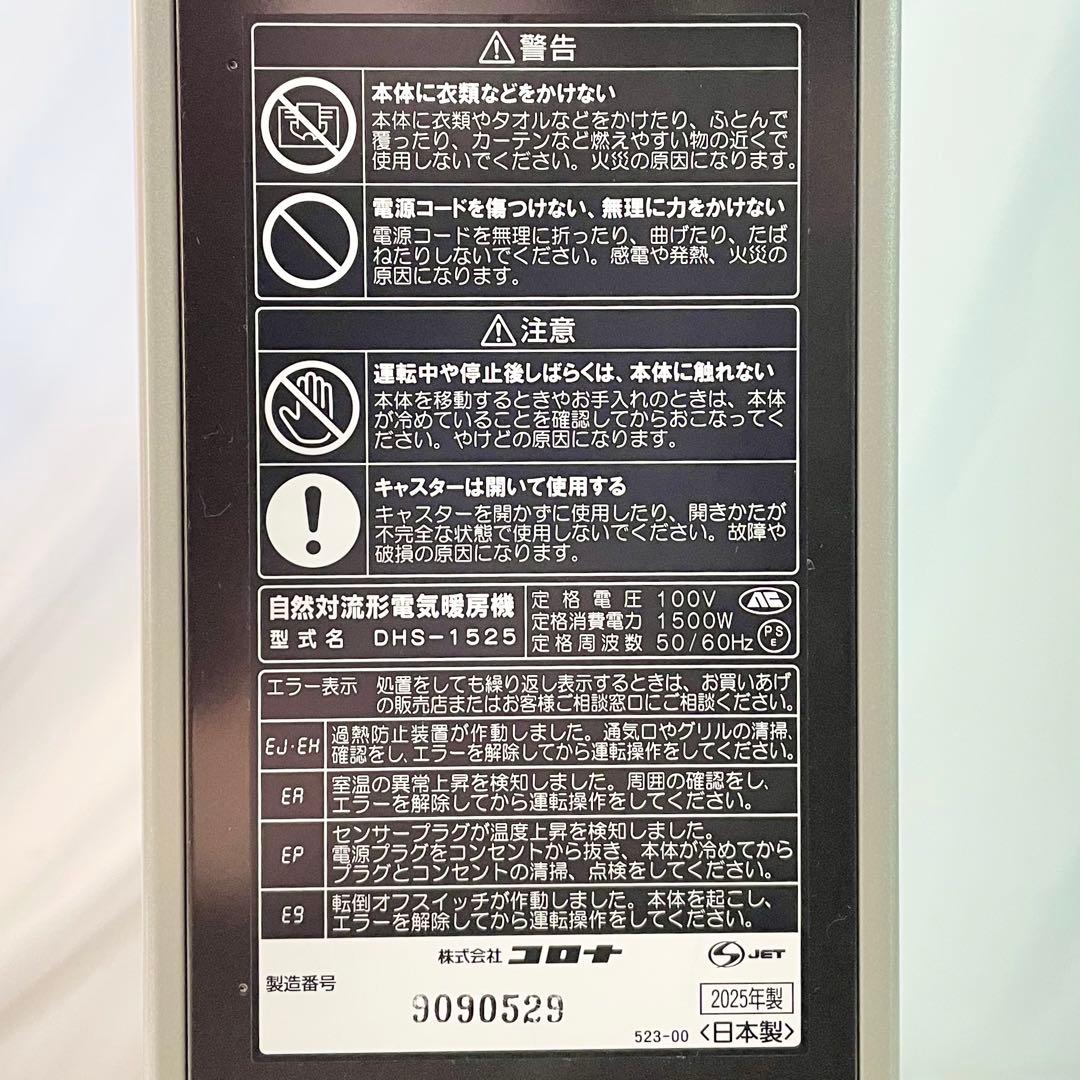 警告
本体に衣類などをかけない
本体に衣類やタオルなどをかけたり、ふとんで
覆ったり、カーテンなど燃えやすい物の近くで
使用しないでください。火災の原因になります。
電源コードを傷つけない、無理に力をかけない
電源コードを無理に折ったり、曲げたり、たば
ねたりしないでください。感電や発熱、火災の
原因になります。
注意
運転中や停止後しばらくは、本体に触れない
本体を移動するときやお手入れのときは、本体
が冷めていることを確認してからおこなってく
ださい。やけどの原因になります。
キャスターは開いて使用する
キャスターを開かずに使用したり、開きかたが
不完全な状態で使用しないでください。故障や
破損の原因になります。
自然対流形電気暖房機
型式名 DHS-1525
定格電圧 100V
定格消費電力 1500W
定格周波数 50/60Hz
PSE
エラー表示 処置をしても繰り返し表示するときは、お買いあげ
の販売店またはお客様ご相談窓口にご相談ください。
EJ・EH 過熱防止装置が作動しました。通気口やグリルの清掃、
確認をし、エラーを解除してから運転操作をしてください。
EA 室温の異常上昇を検知しました。周囲の確認をし、
エラーを解除してから運転操作をしてください。
EP センサープラグが温度上昇を検知しました。
電源プラグをコンセントから抜き、本体が冷めてから
プラグとコンセントの清掃、点検をしてください。
E9 転倒オフスイッチが作動しました。本体を起こし、
エラーを解除してから運転操作をしてください。
株式会社 コロナ
JET
製造番号
9090529
2025年製
523-00 <日本製>